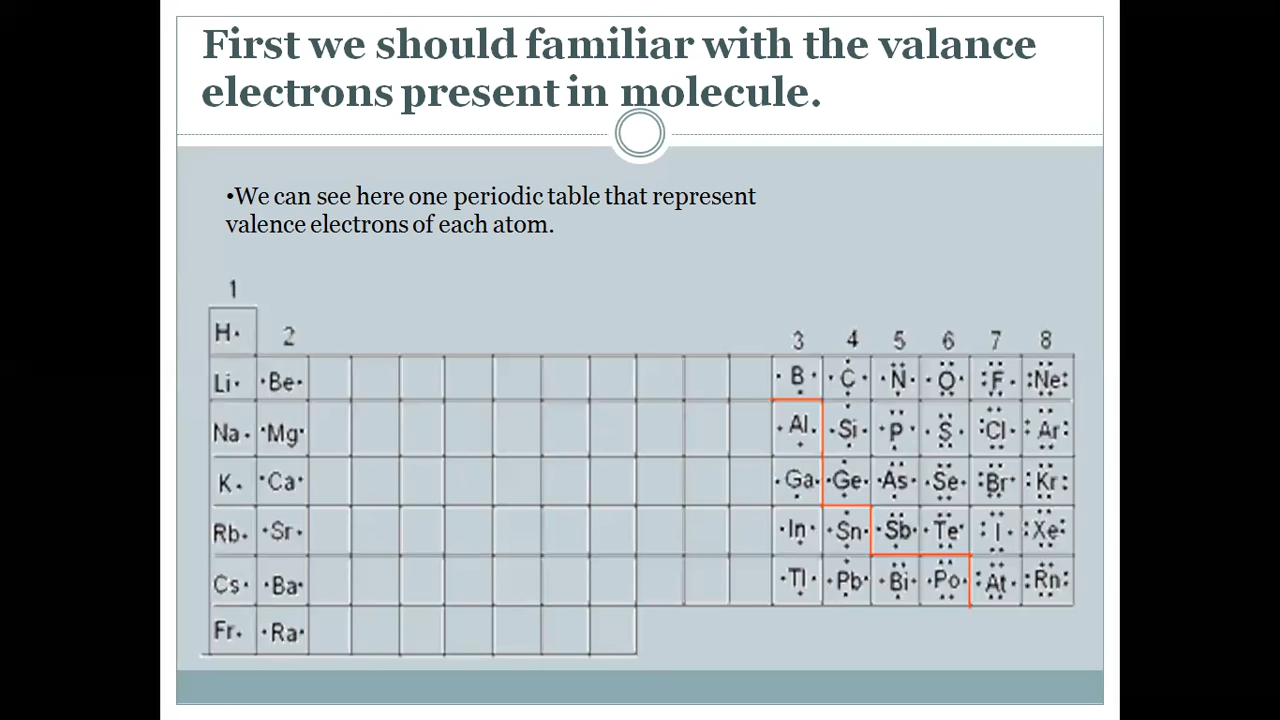 First we should familiar with the valance
electrons present in molecule.
•We can see here one periodic table that represent
valence electrons of each atom.
1
H
2
3 4 5 6 7 8
Li Be B C N O F Ne
Na Mg Al Si P S Cl Ar
K Ca Ga Ge As Se Br Kr
Rb Sr In Sn Sb Te I Xe
Cs Ba Tl Pb Bi Po At Rn
Fr Ra